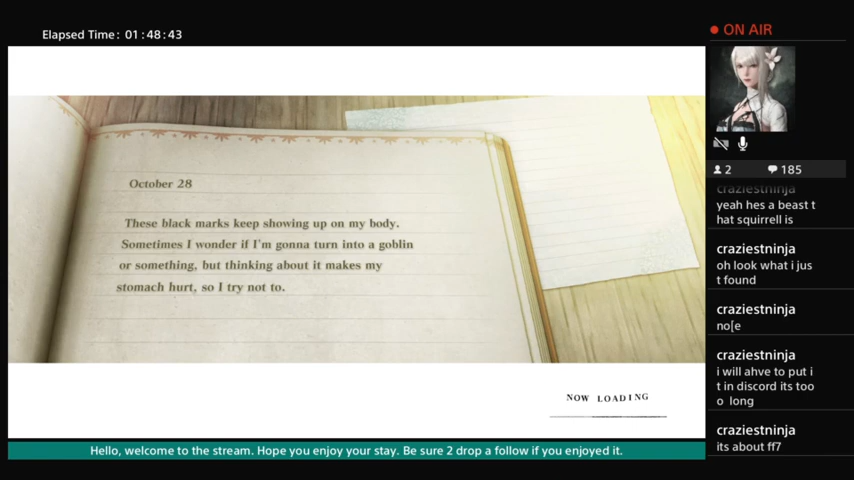 Elapsed Time: 01:48:43
ON AIR
2
185
craziestninja
yeah hes a beast t
hat squirrell is
craziestninja
oh look what i jus
t found
craziestninja
no[e
craziestninja
i will ahve to put i
t in discord its too
o long
craziestninja
its about ff7
October 28
These black marks keep showing up on my body.
Sometimes I wonder if I'm gonna turn into a goblin
or something, but thinking about it makes my
stomach hurt, so I try not to.
NOW LOADING
Hello, welcome to the stream. Hope you enjoy your stay. Be sure 2 drop a follow if you enjoyed it.